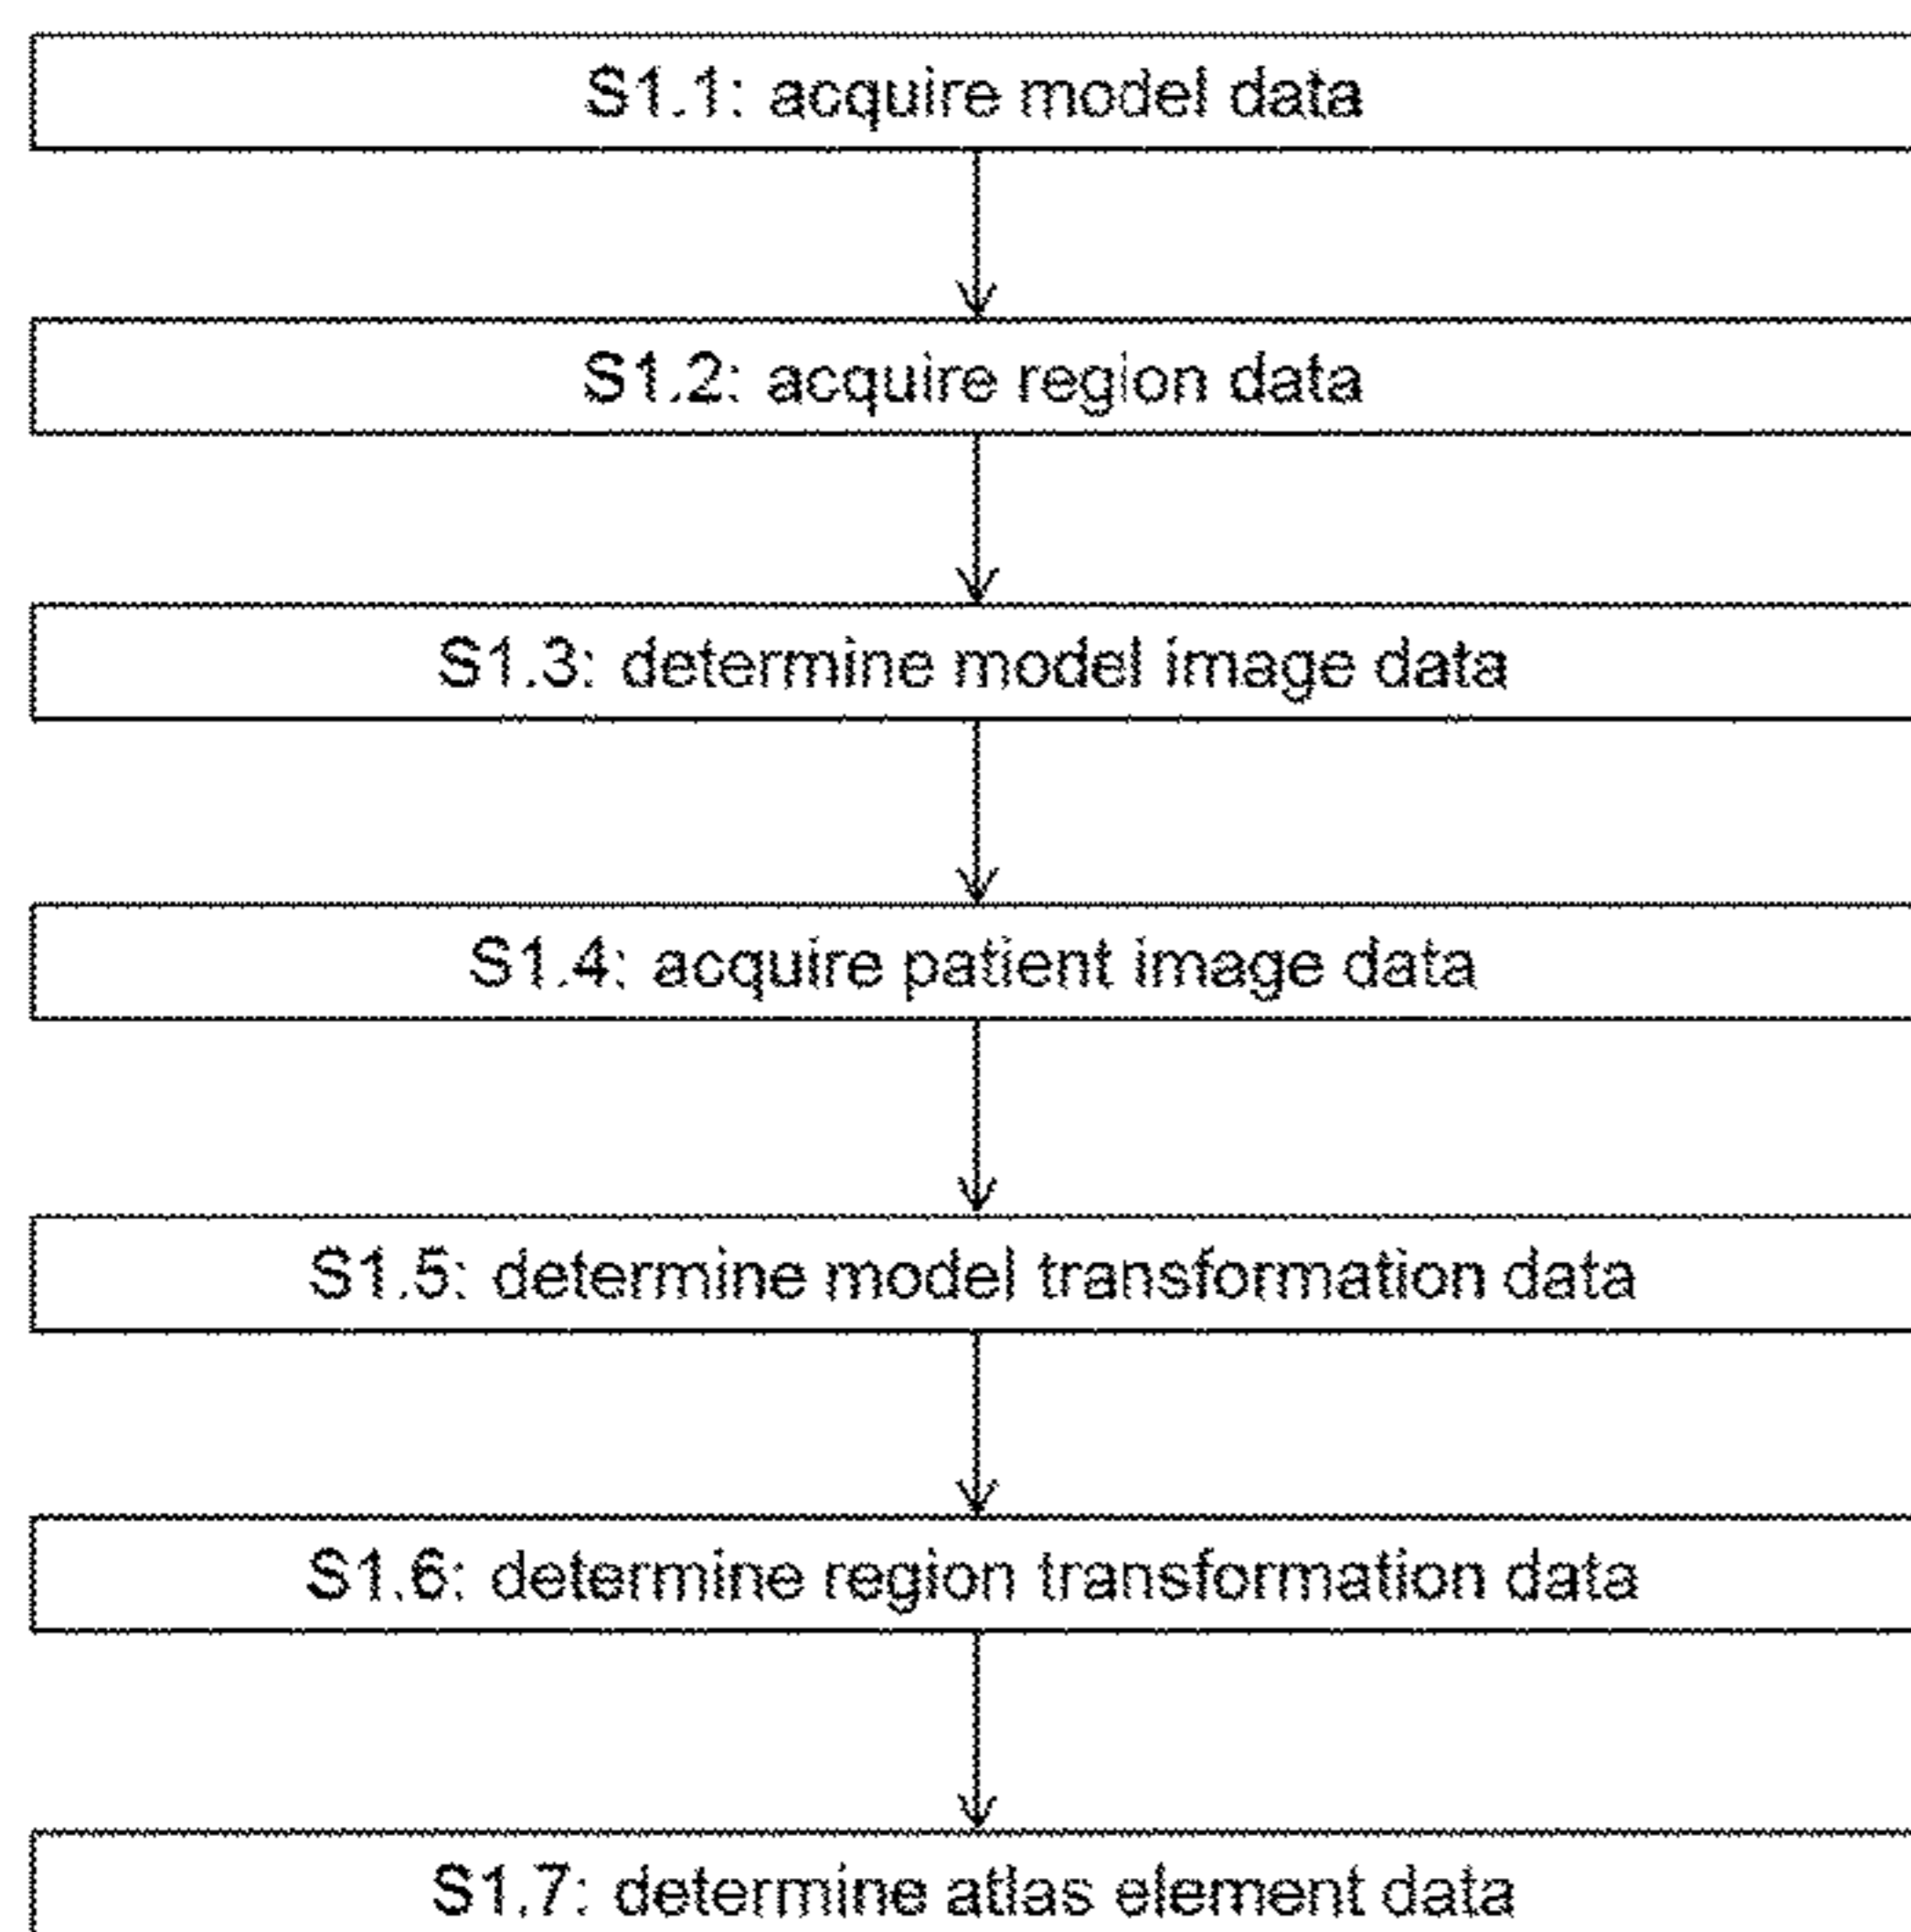 S1.1: acquire model data
S1.2: acquire region data
S1.3: determine model image data
S1.4: acquire patient image data
S1.5: determine model transformation data
S1.6: determine region transformation data
S1.7: determine atlas element data